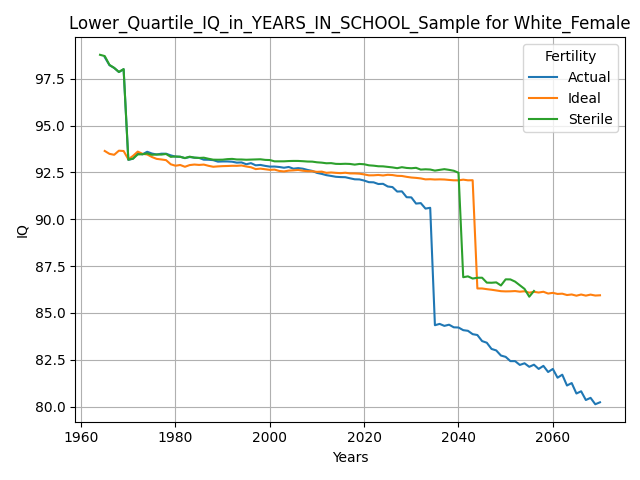 Lower_Quartile_IQ_in_YEARS_IN_SCHOOL_Sample for White_Female
Fertility
Actual
Ideal
Sterile
97.5
95.0
92.5
90.0
87.5
85.0
82.5
80.0
IQ
1960
1980
2000
2020
2040
2060
Years